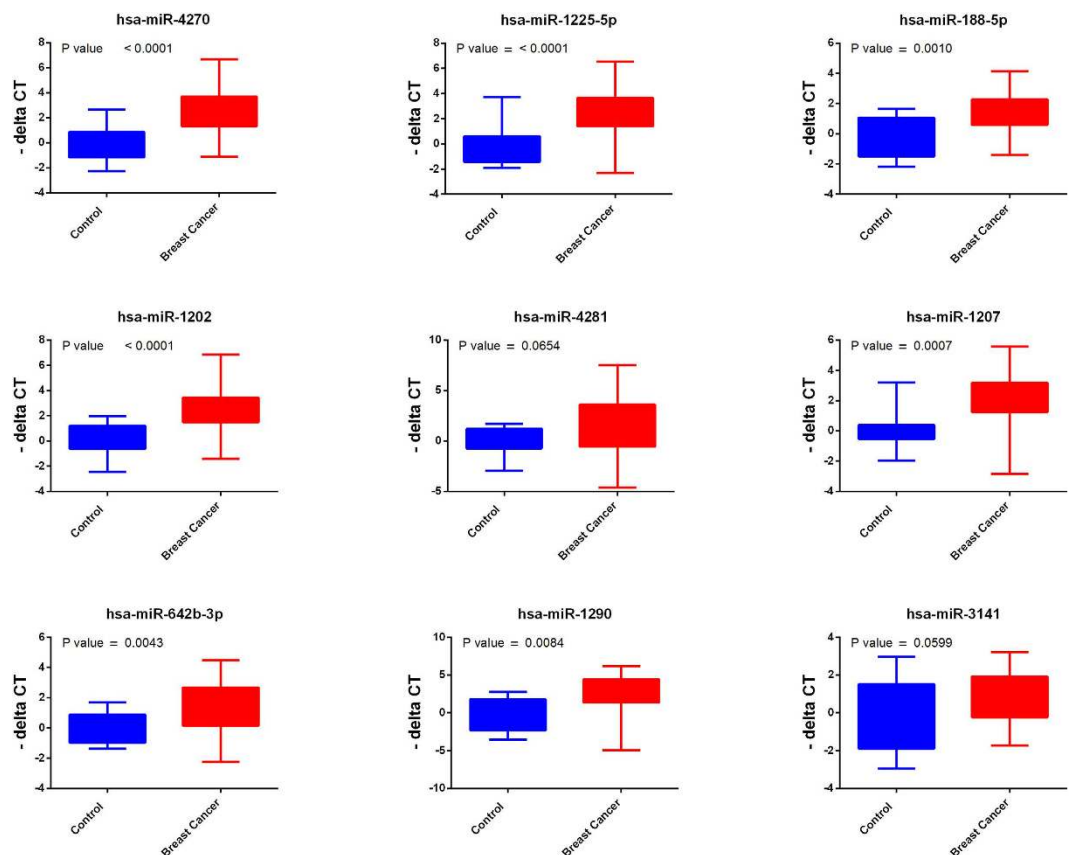 hsa-miR-4270
P value < 0.0001
- delta CT
8
6
4
2
0
-2
-4
Control
Breast Cancer
hsa-miR-1225-5p
P value = < 0.0001
- delta CT
8
6
4
2
0
-2
-4
Control
Breast Cancer
hsa-miR-188-5p
P value = 0.0010
- delta CT
6
4
2
0
-2
-4
Control
Breast Cancer
hsa-miR-1202
P value < 0.0001
- delta CT
8
6
4
2
0
-2
-4
Control
Breast Cancer
hsa-miR-4281
P value = 0.0654
- delta CT
10
5
0
-5
Control
Breast Cancer
hsa-miR-1207
P value = 0.0007
- delta CT
6
4
2
0
-2
-4
Control
Breast Cancer
hsa-miR-642b-3p
P value = 0.0043
- delta CT
6
4
2
0
-2
-4
Control
Breast Cancer
hsa-miR-1290
P value = 0.0084
- delta CT
10
5
0
-5
-10
Control
Breast Cancer
hsa-miR-3141
P value = 0.0599
- delta CT
4
2
0
-2
-4
Control
Breast Cancer